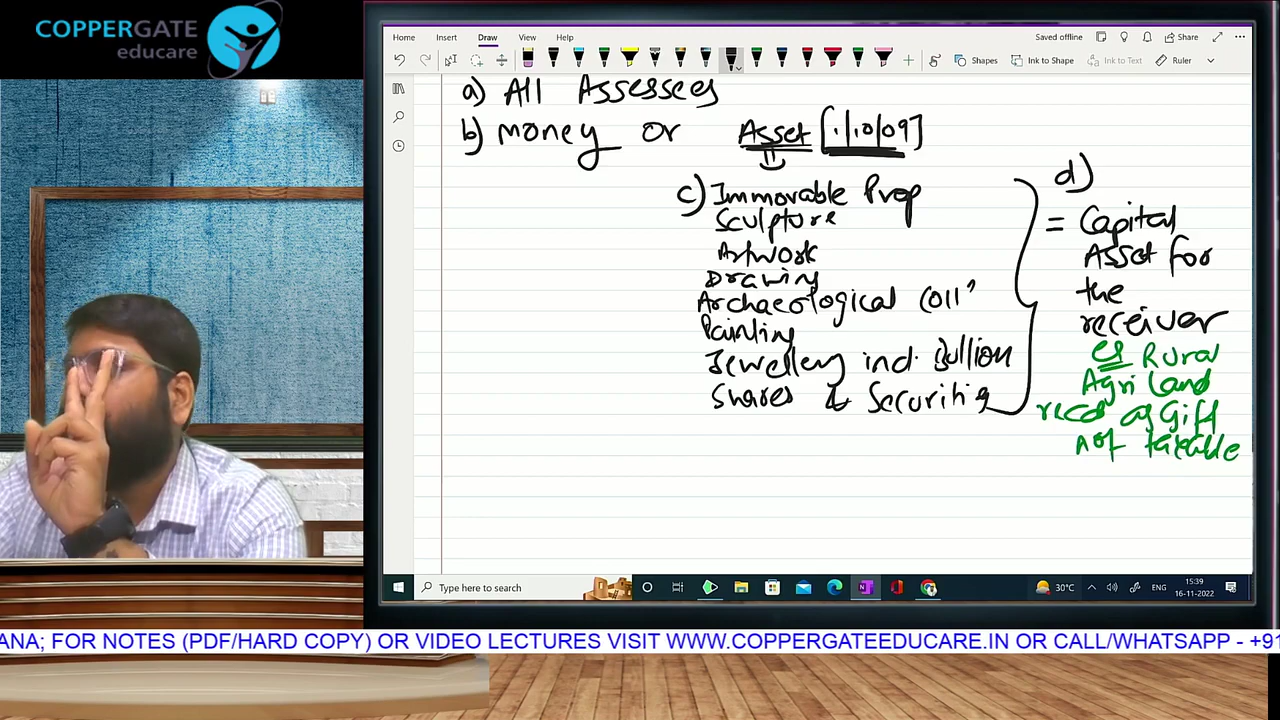 COPPERGATE
educare
Home Insert Draw View Help
Saved offline
Share
Shapes
Ink to Shape
Ink to Text
Ruler
a) All Assessees
b) money or Asset [1/10/09]
c) Immovable Prop
Sculpture
Artwork
Drawing
Archaeological coll'
Painting
Jewellery incl. Bullion
Shares & Securities
d)
= Capital
Asset for
the
receiver
eg Rural
Agri Land
recd as Gift
not taxable
Type here to search
30°C
ENG
15:39
16-11-2022
ANA; FOR NOTES (PDF/HARD COPY) OR VIDEO LECTURES VISIT WWW.COPPERGATEEDUCARE.IN OR CALL/WHATSAPP - +91